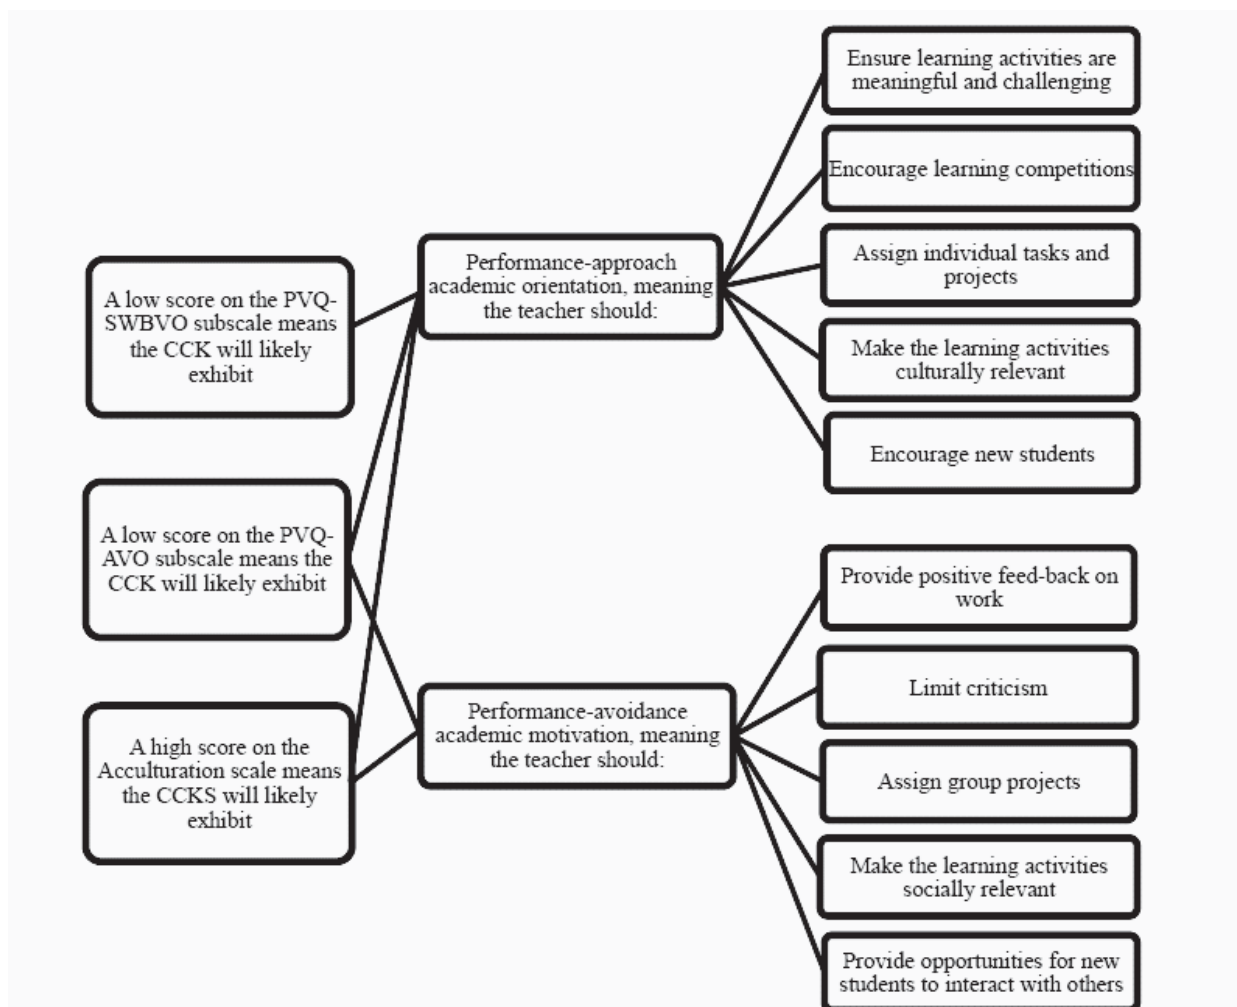 A low score on the PVQ-
SWBVO subscale means
the CCK will likely
exhibit
A low score on the PVQ-
AVO subscale means the
CCK will likely exhibit
A high score on the
Acculturation scale means
the CCKS will likely
exhibit
Performance-approach
academic orientation, meaning
the teacher should:
Performance-avoidance
academic motivation, meaning
the teacher should:
Ensure learning activities are
meaningful and challenging
Encourage learning competitions
Assign individual tasks and
projects
Make the learning activities
culturally relevant
Encourage new students
Provide positive feed-back on
work
Limit criticism
Assign group projects
Make the learning activities
socially relevant
Provide opportunities for new
students to interact with others